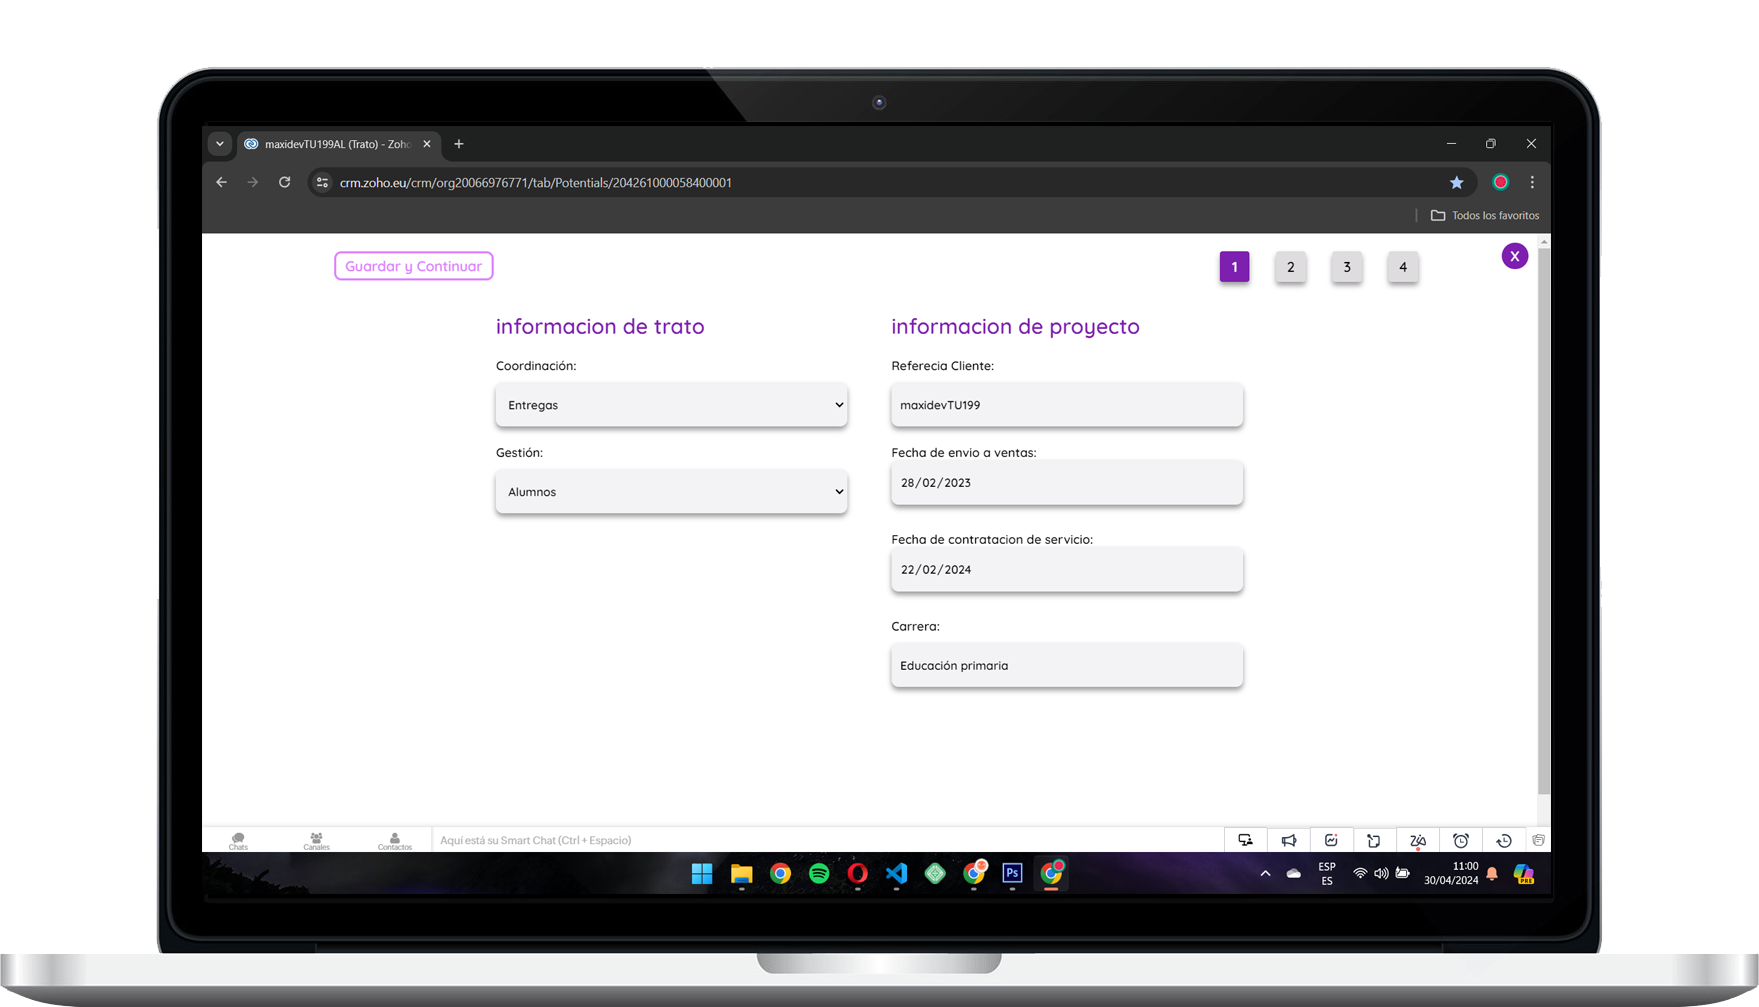 maxidevTU199AL (Trato) - Zoho
crm.zoho.eu/crm/org20066976771/tab/Potentials/204261000058400001
Todos los favoritos
Guardar y Continuar
1
2
3
4
X
informacion de trato
Coordinación:
Entregas
Gestión:
Alumnos
informacion de proyecto
Referecia Cliente:
maxidevTU199
Fecha de envio a ventas:
28/02/2023
Fecha de contratacion de servicio:
22/02/2024
Carrera:
Educación primaria
Chats
Canales
Contactos
Aquí está su Smart Chat (Ctrl + Espacio)
Ps
ESP
ES
11:00
30/04/2024
PRE